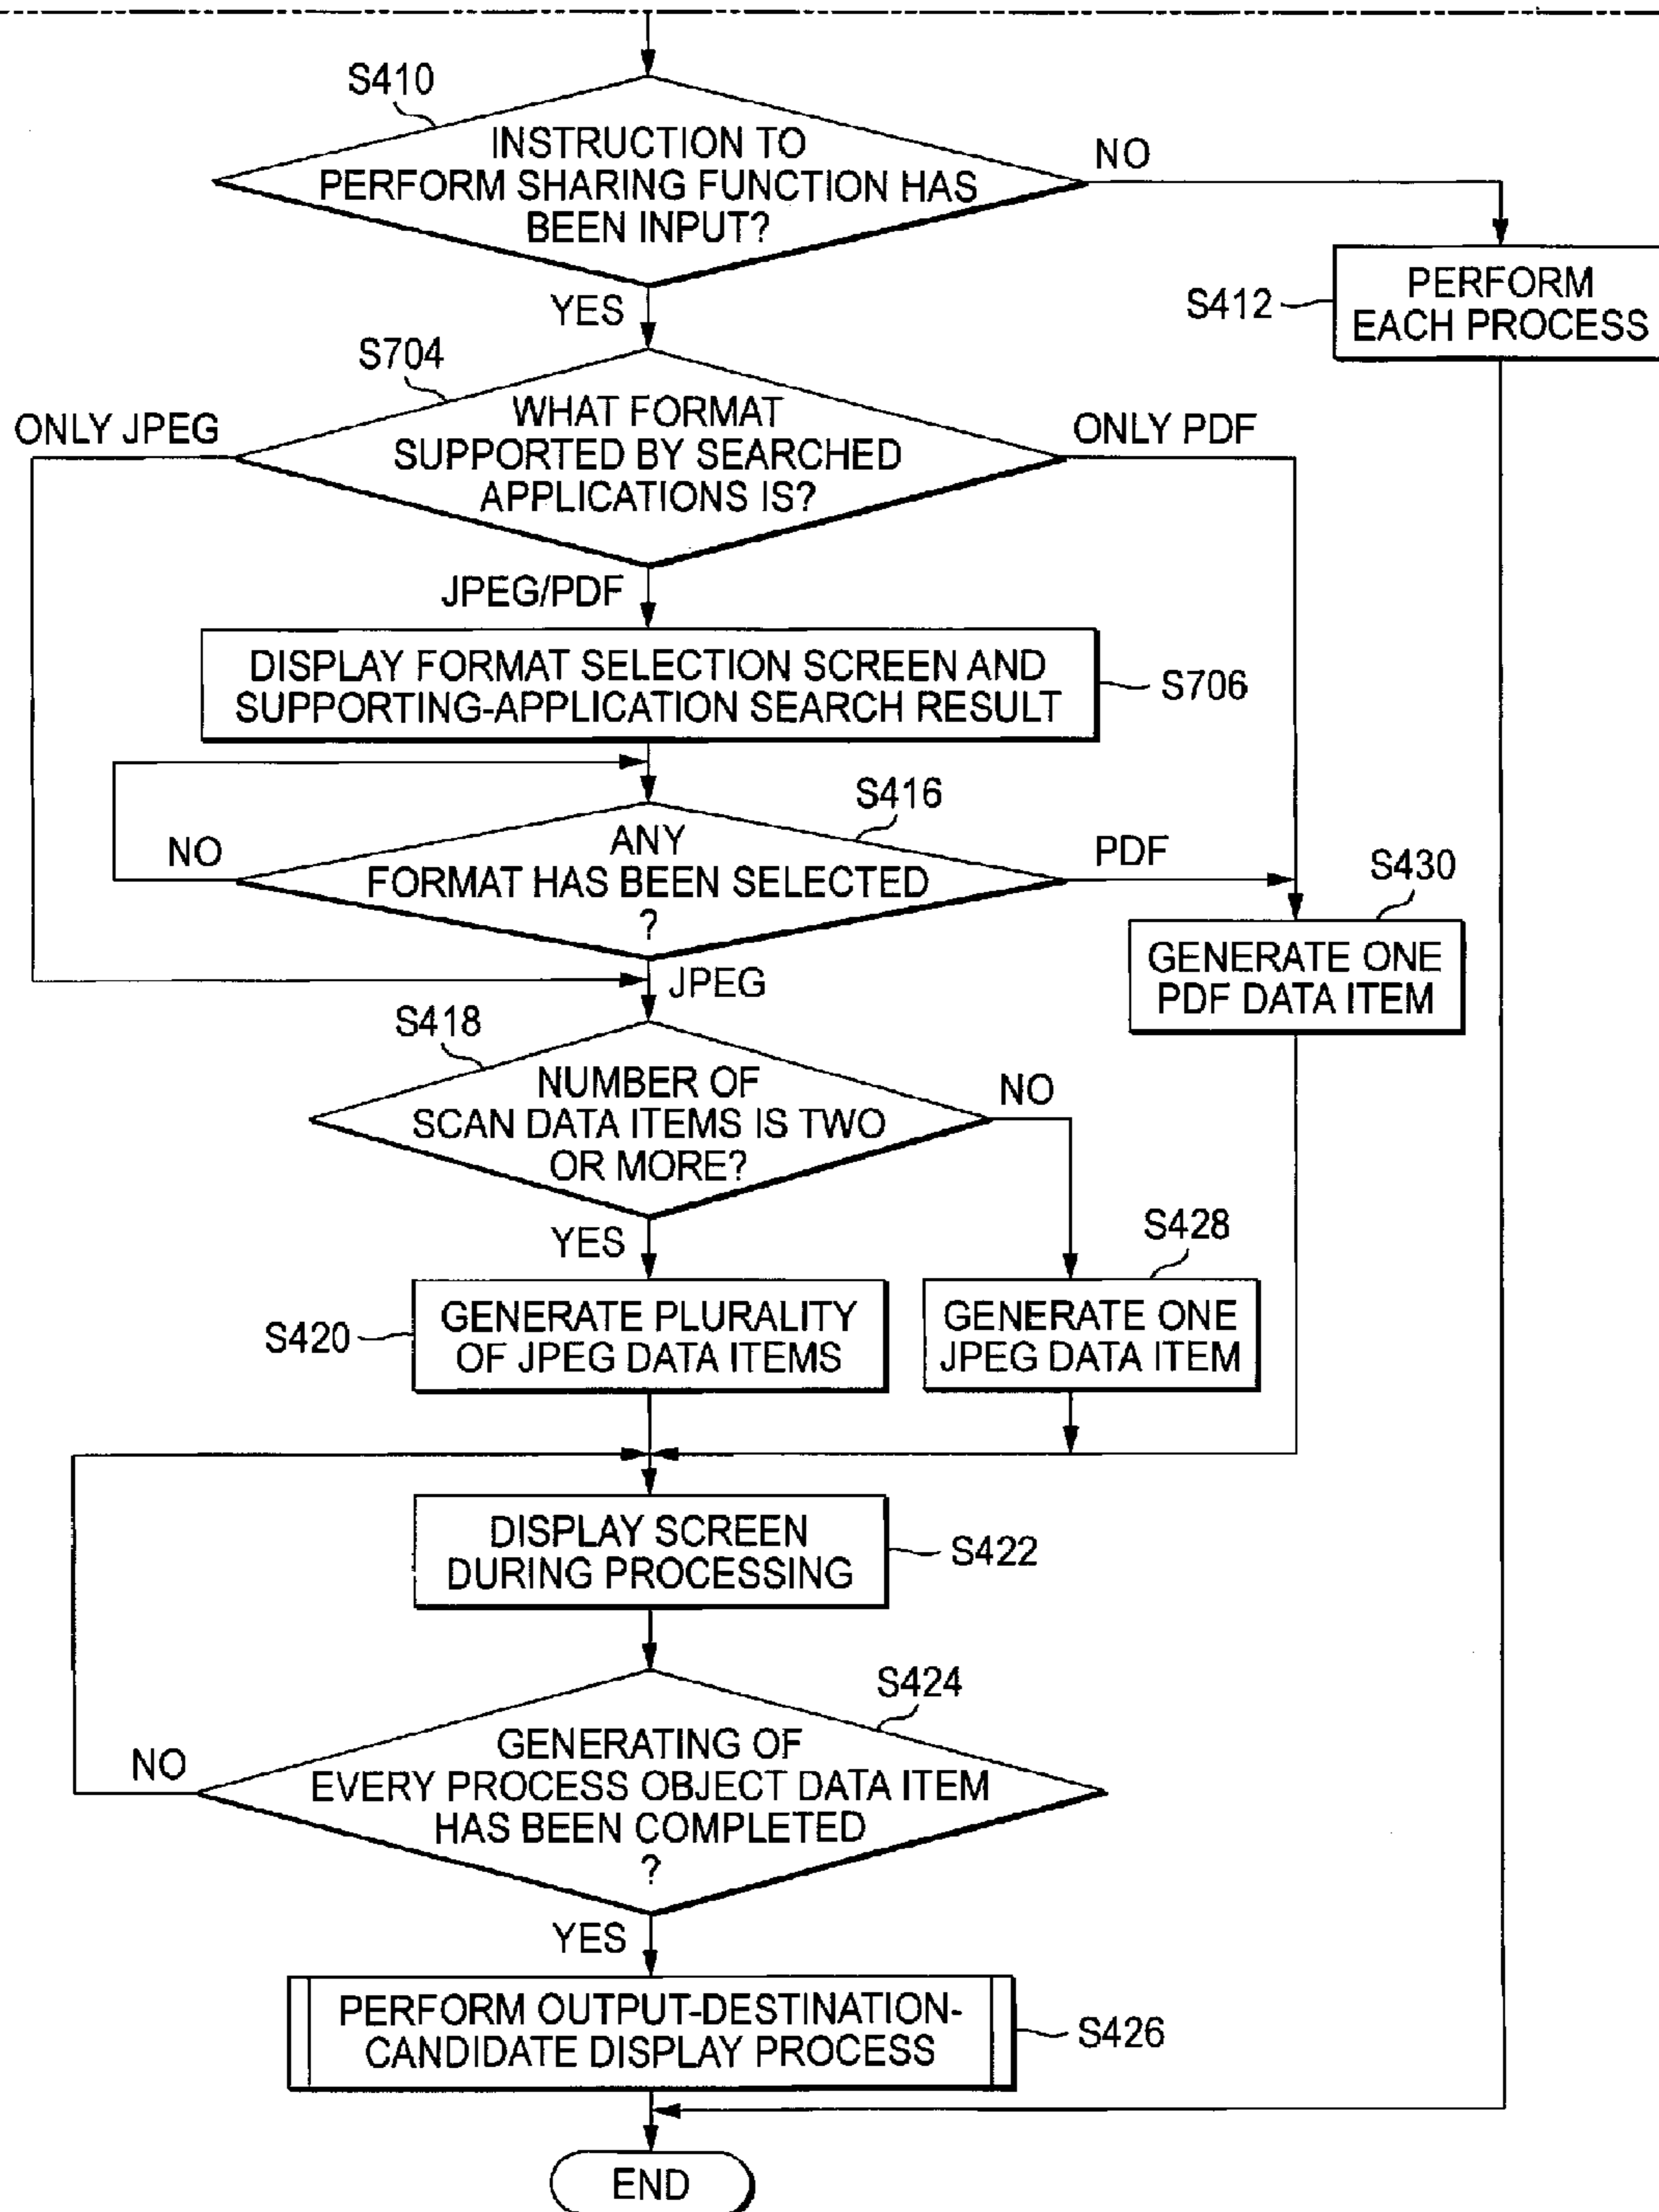 S410
INSTRUCTION TO
PERFORM SHARING FUNCTION HAS
BEEN INPUT?
NO
YES
S412
PERFORM
EACH PROCESS
S704
ONLY JPEG
WHAT FORMAT
SUPPORTED BY SEARCHED
APPLICATIONS IS?
ONLY PDF
JPEG/PDF
DISPLAY FORMAT SELECTION SCREEN AND
SUPPORTING-APPLICATION SEARCH RESULT
S706
S416
NO
ANY
FORMAT HAS BEEN SELECTED
?
PDF
JPEG
S430
GENERATE ONE
PDF DATA ITEM
S418
NUMBER OF
SCAN DATA ITEMS IS TWO
OR MORE?
NO
YES
S428
S420
GENERATE PLURALITY
OF JPEG DATA ITEMS
GENERATE ONE
JPEG DATA ITEM
DISPLAY SCREEN
DURING PROCESSING
S422
S424
NO
GENERATING OF
EVERY PROCESS OBJECT DATA ITEM
HAS BEEN COMPLETED
?
YES
PERFORM OUTPUT-DESTINATION-
CANDIDATE DISPLAY PROCESS
S426
END